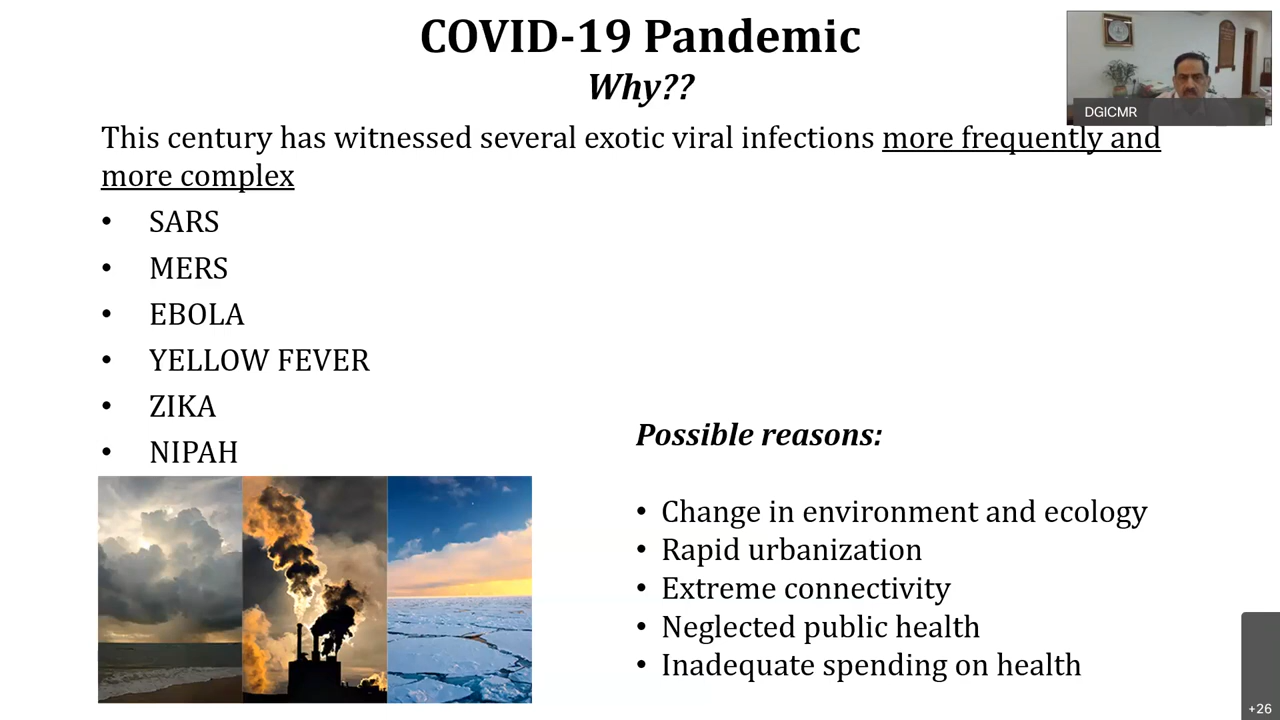 COVID-19 Pandemic
Why??
DGICMR
This century has witnessed several exotic viral infections more frequently and
more complex
• SARS
• MERS
• EBOLA
• YELLOW FEVER
• ZIKA
• NIPAH
Possible reasons:
• Change in environment and ecology
• Rapid urbanization
• Extreme connectivity
• Neglected public health
• Inadequate spending on health
+26